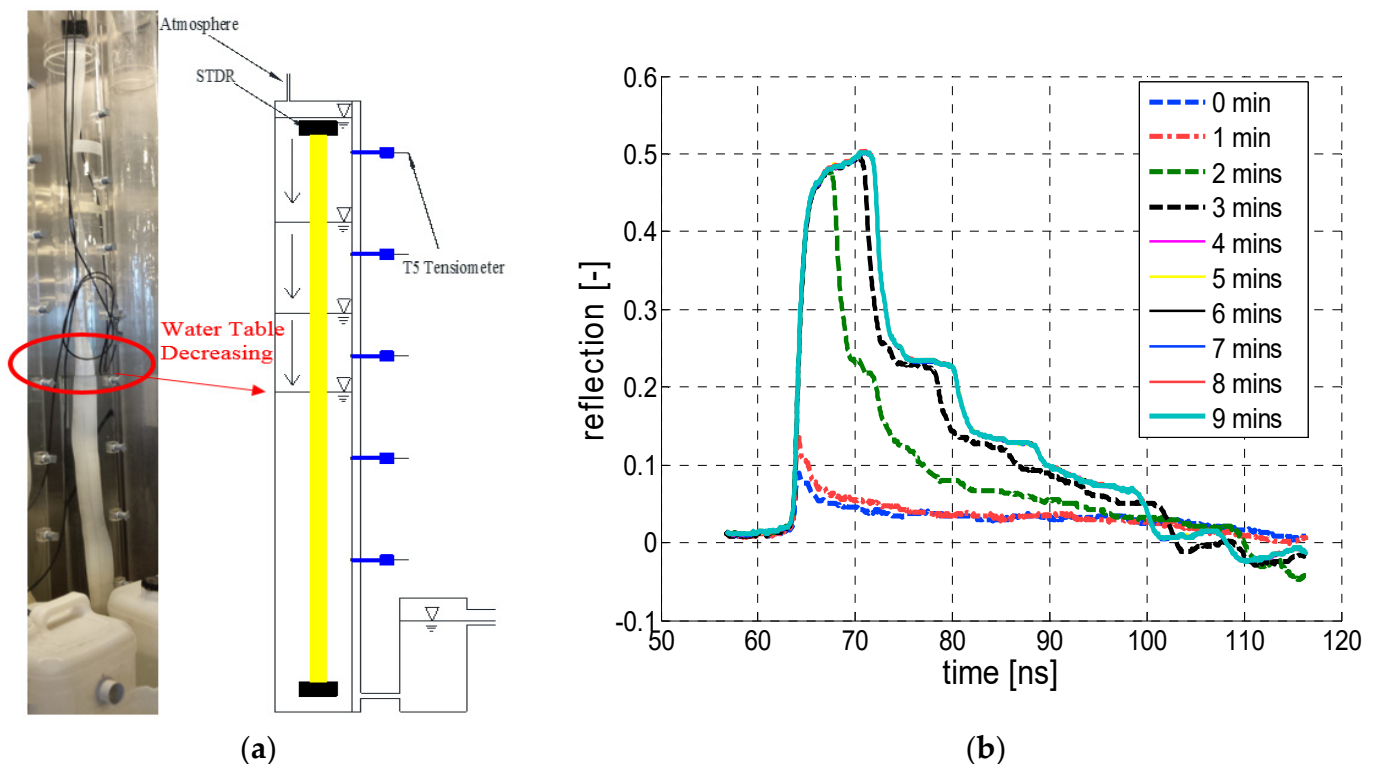 Atmosphere
STDR
T5 Tensiometer
Water Table
Decreasing
(a)
0.6
0.5
0.4
0.3
0.2
0.1
0
-0.1
reflection [-]
50
60
70
80
90
100
110
120
time [ns]
0 min
1 min
2 mins
3 mins
4 mins
5 mins
6 mins
7 mins
8 mins
9 mins
(b)